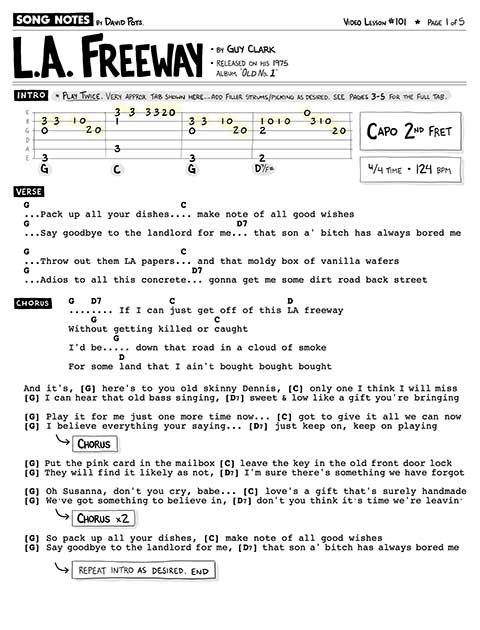 SONG NOTES BY DAVID POTS. VIDEO LESSON #101 ★ PAGE 1 OF 5
L.A. FREEWAY
• BY GUY CLARK
• RELEASED ON HIS 1975 ALBUM "OLD NO. 1"
INTRO * PLAY TWICE. VERY APPROX TAB SHOWN HERE...ADD FILLER STRUMS/PICKING AS DESIRED. SEE PAGES 3-5 FOR THE FULL TAB.
E 3 3 3320 0
B 3 3 1 0 1 3 3 1 0 1010 310
G 0 20 0 20 2 20
D
A 3
E 3 3 2
G C G D7/F#
CAPO 2ND FRET
4/4 TIME • 124 BPM
VERSE
G C
...Pack up all your dishes.... make note of all good wishes
G D7
...Say goodbye to the landlord for me... that son a' bitch has always bored me
G C
...Throw out them LA papers... and that moldy box of vanilla wafers
G D7
...Adios to all this concrete... gonna get me some dirt road back street
CHORUS
G D7 C D
........ If I can just get off of this LA freeway
G C
Without getting killed or caught
G
I'd be..... down that road in a cloud of smoke
D
For some land that I ain't bought bought bought
And it's, [G] here's to you old skinny Dennis, [C] only one I think I will miss
[G] I can hear that old bass singing, [D7] sweet & low like a gift you're bringing
[G] Play it for me just one more time now... [C] got to give it all we can now
[G] I believe everything your saying... [D7] just keep on, keep on playing
CHORUS
[G] Put the pink card in the mailbox [C] leave the key in the old front door lock
[G] They will find it likely as not, [D7] I'm sure there's something we have forgot
[G] Oh Susanna, don't you cry, babe... [C] love's a gift that's surely handmade
[G] We've got something to believe in, [D7] don't you think it's time we're leavin'
CHORUS x2
[G] So pack up all your dishes, [C] make note of all good wishes
[G] Say goodbye to the landlord for me, [D7] that son a' bitch has always bored me
REPEAT INTRO AS DESIRED. END